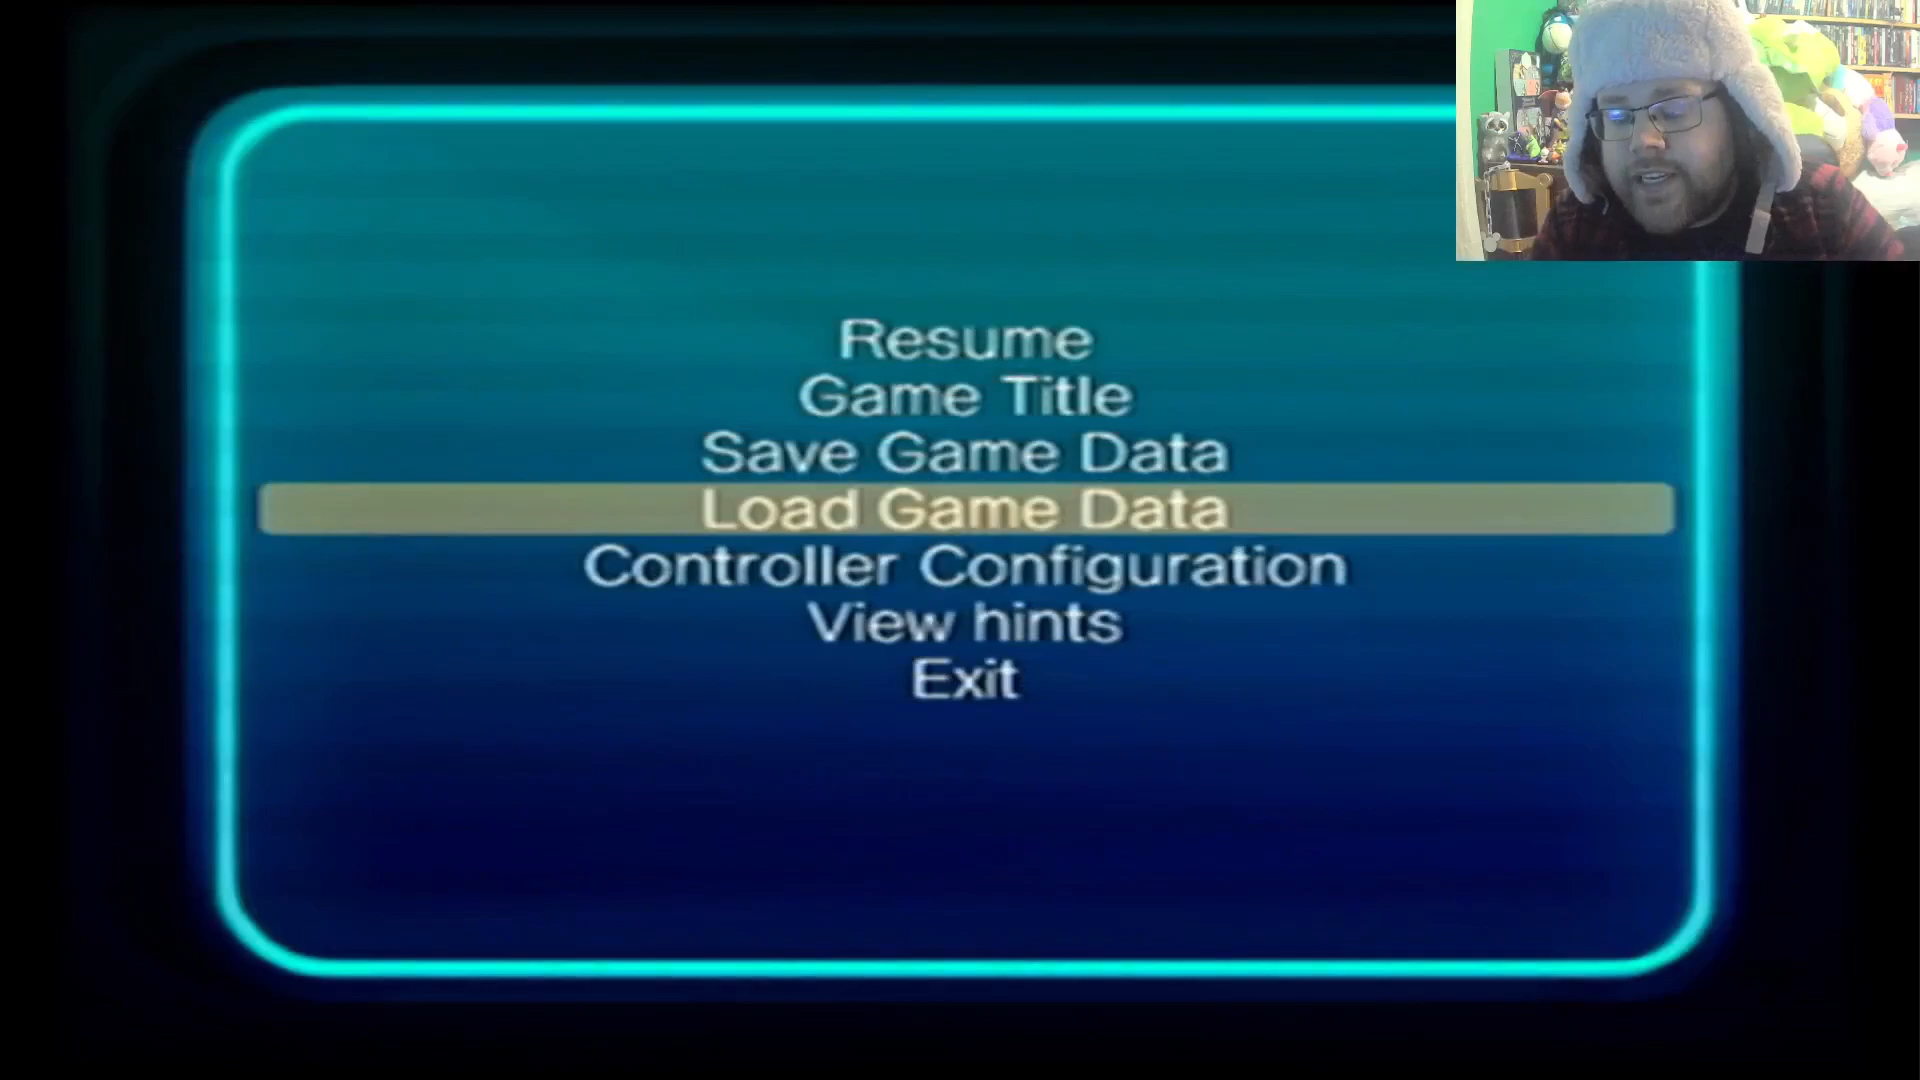 Resume
Game Title
Save Game Data
Load Game Data
Controller Configuration
View hints
Exit